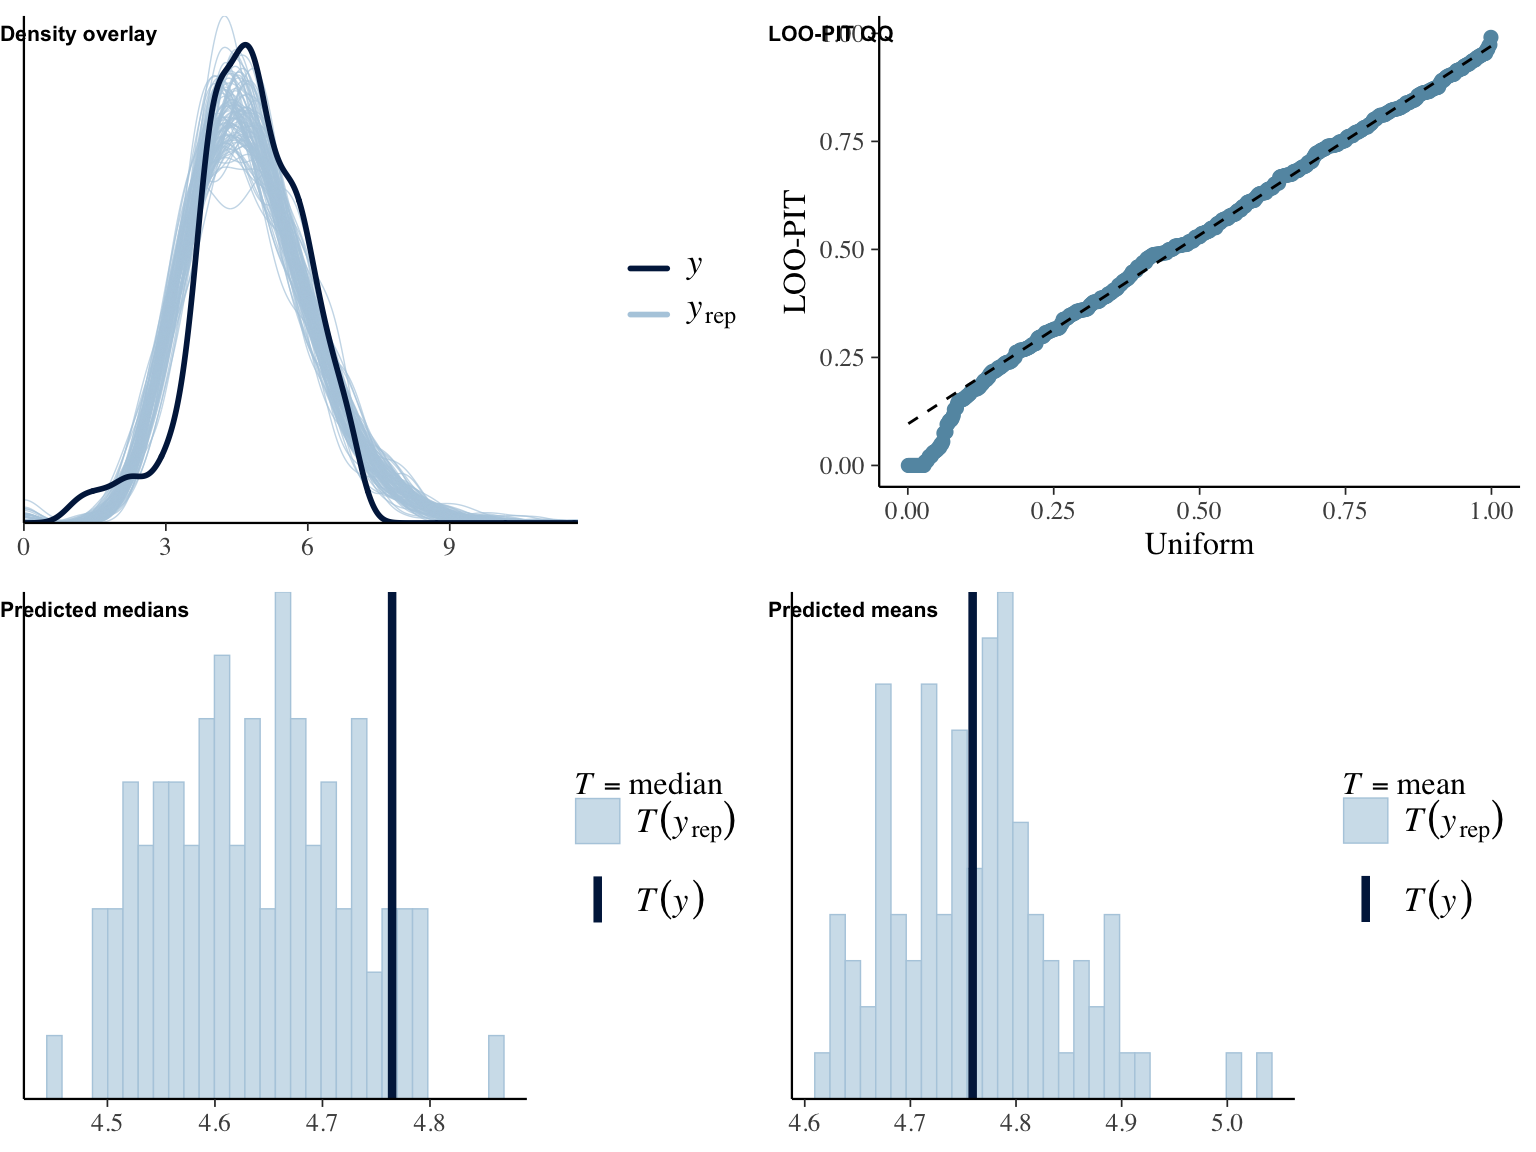 Density overlay
y
y rep
0 3 6 9
LOO-PIT QQ
1.00
0.75
0.50
0.25
0.00
LOO-PIT
0.00 0.25 0.50 0.75 1.00
Uniform
Predicted medians
T = median
T(y rep)
T(y)
4.5 4.6 4.7 4.8
Predicted means
T = mean
T(y rep)
T(y)
4.6 4.7 4.8 4.9 5.0